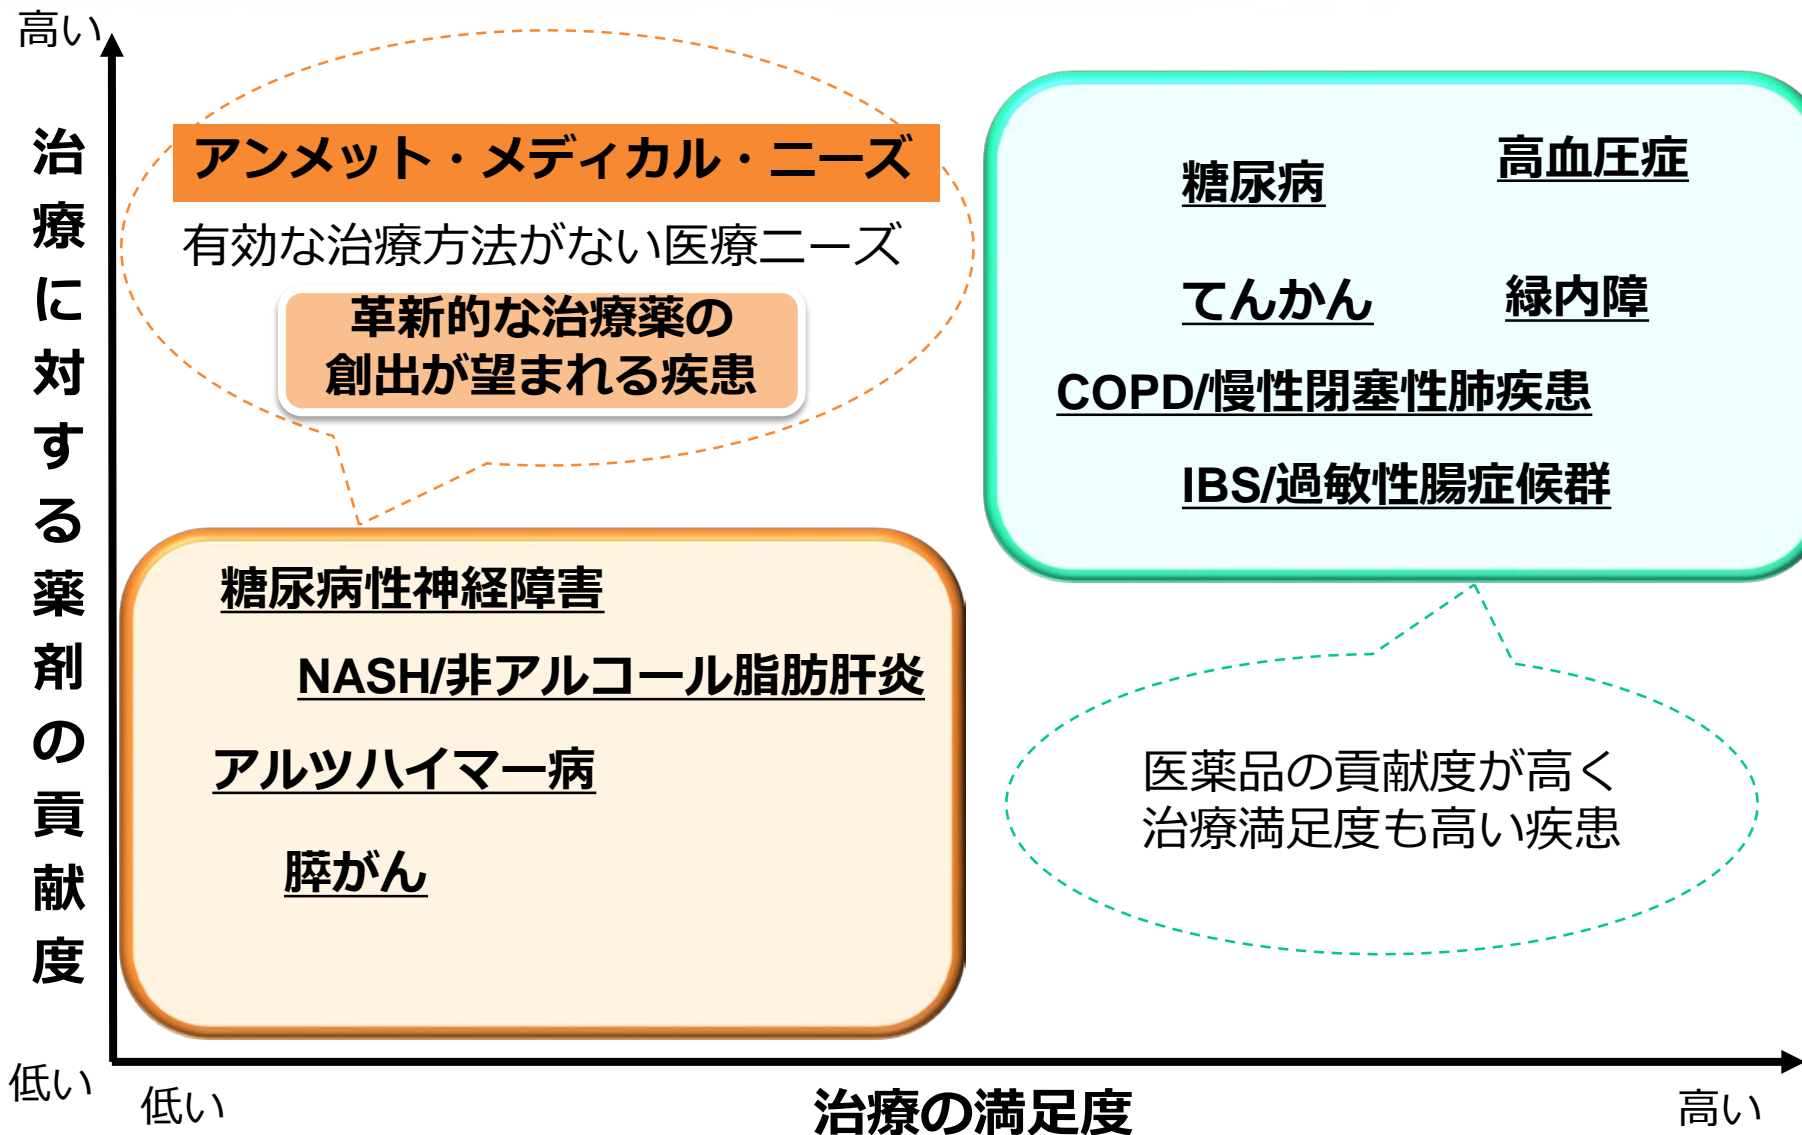 高い
治療に対する薬剤の貢献度
アンメット・メディカル・ニーズ
有効な治療方法がない医療ニーズ
革新的な治療薬の
創出が望まれる疾患
糖尿病性神経障害
NASH/非アルコール脂肪肝炎
アルツハイマー病
膵がん
糖尿病
高血圧症
てんかん
緑内障
COPD/慢性閉塞性肺疾患
IBS/過敏性腸症候群
医薬品の貢献度が高く
治療満足度も高い疾患
低い
低い
治療の満足度
高い